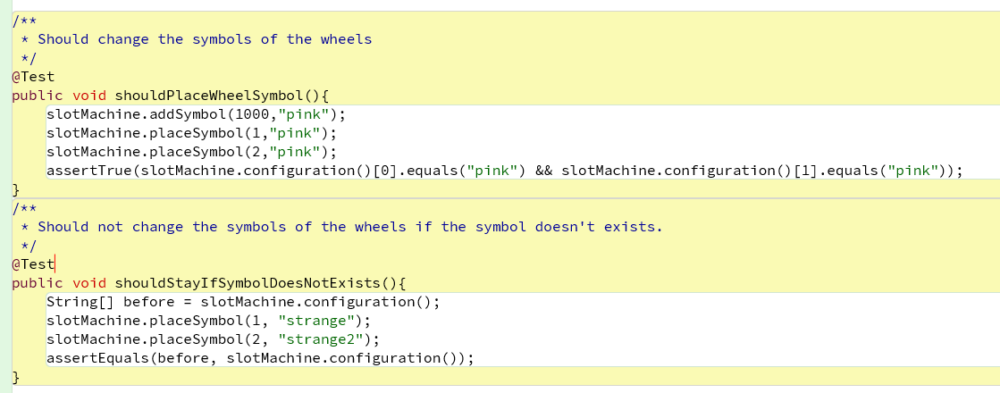 /**
 * Should change the symbols of the wheels
 */
@Test
public void shouldPlaceWheelSymbol(){
    slotMachine.addSymbol(1000,"pink");
    slotMachine.placeSymbol(1,"pink");
    slotMachine.placeSymbol(2,"pink");
    assertTrue(slotMachine.configuration()[0].equals("pink") && slotMachine.configuration()[1].equals("pink"));
}
/**
 * Should not change the symbols of the wheels if the symbol doesn't exists.
 */
@Test
public void shouldStayIfSymbolDoesNotExists(){
    String[] before = slotMachine.configuration();
    slotMachine.placeSymbol(1, "strange");
    slotMachine.placeSymbol(2, "strange2");
    assertEquals(before, slotMachine.configuration());
}